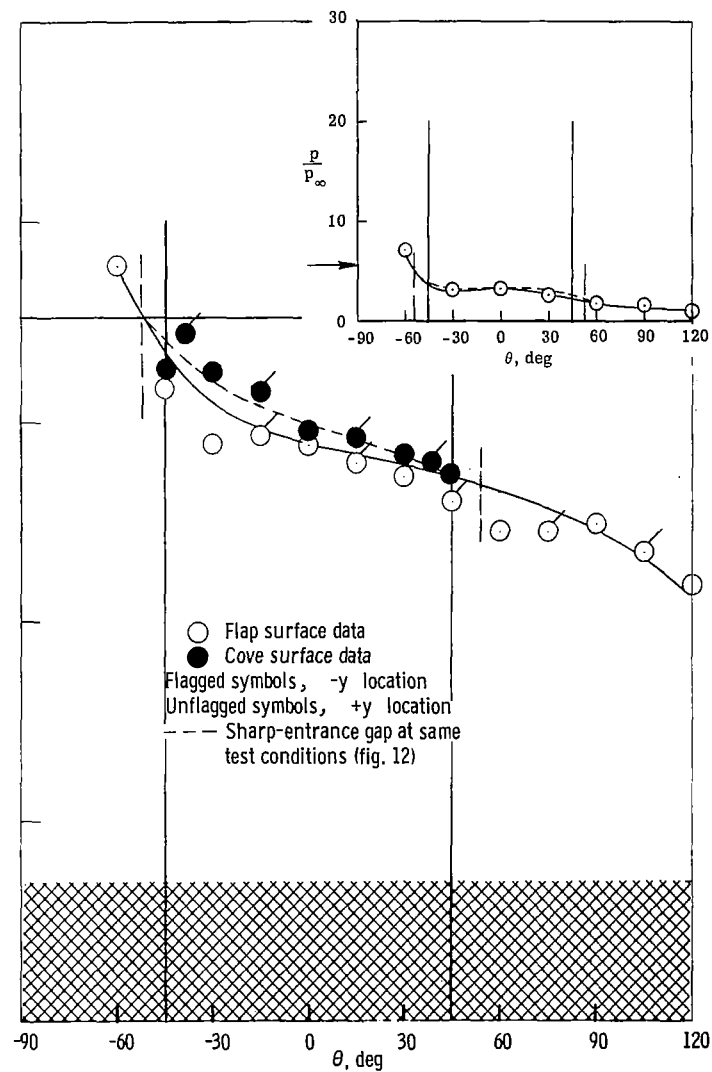 30
20
10
0
p
p∞
-90 -60 -30 0 30 60 90 120
θ, deg
Flap surface data
Cove surface data
Flagged symbols, -y location
Unflagged symbols, +y location
Sharp-entrance gap at same
test conditions (fig. 12)
-90 -60 -30 0 30 60 90 120
θ, deg